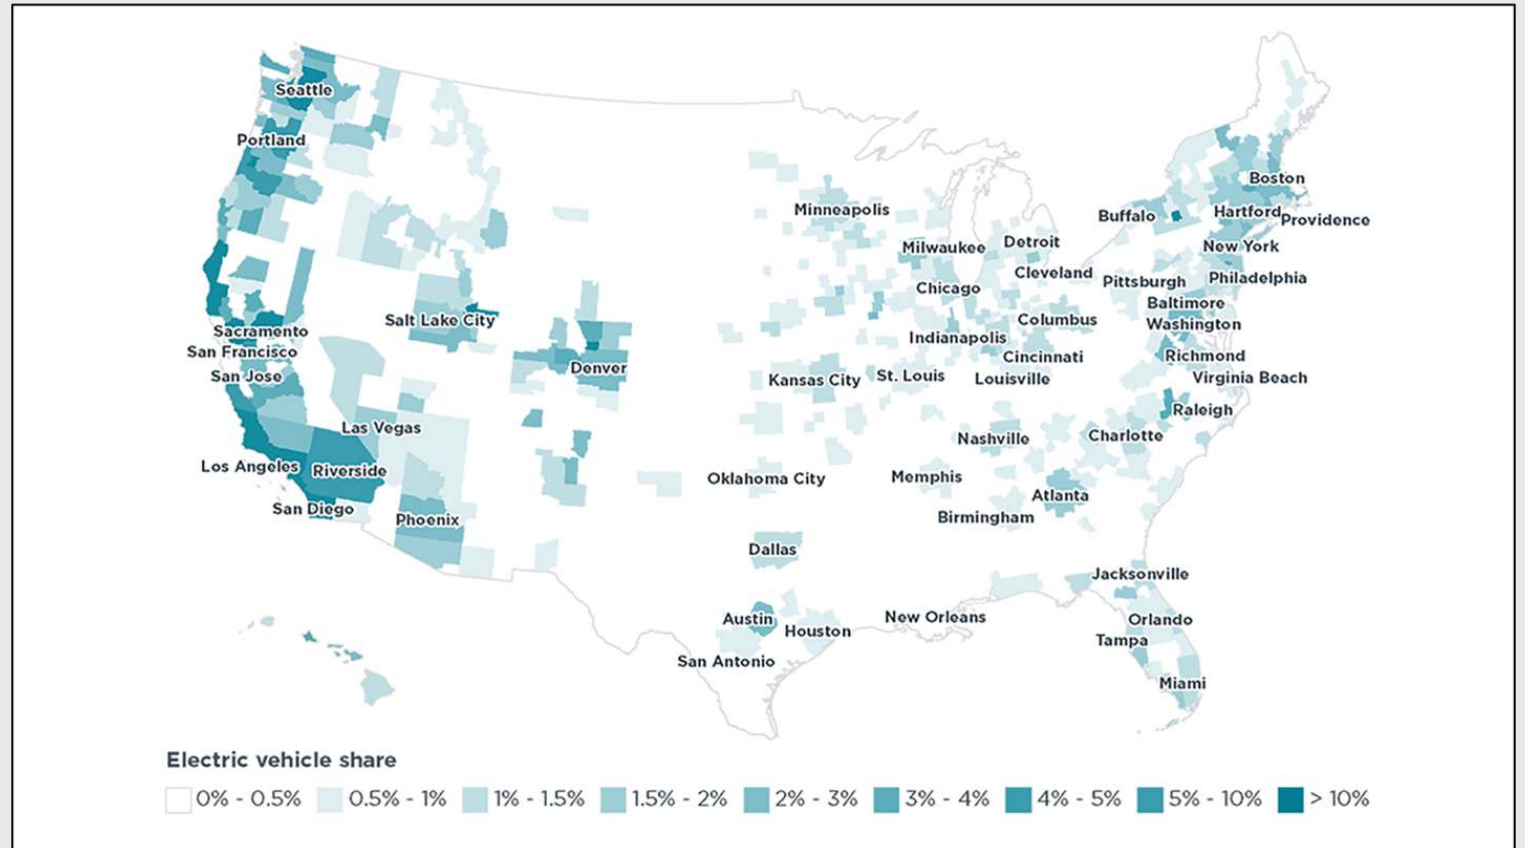 Seattle
Portland
Boston
Minneapolis
Buffalo
Hartford
Providence
Milwaukee
Detroit
New York
Cleveland
Pittsburgh
Philadelphia
Chicago
Baltimore
Salt Lake City
Columbus
Washington
Sacramento
Indianapolis
San Francisco
Cincinnati
Richmond
Denver
San Jose
Kansas City
St. Louis
Louisville
Virginia Beach
Raleigh
Las Vegas
Nashville
Charlotte
Los Angeles
Riverside
Oklahoma City
Memphis
Atlanta
San Diego
Phoenix
Birmingham
Dallas
Jacksonville
Austin
Houston
New Orleans
Orlando
Tampa
San Antonio
Miami
Electric vehicle share
0% - 0.5% 0.5% - 1% 1% - 1.5% 1.5% - 2% 2% - 3% 3% - 4% 4% - 5% 5% - 10% > 10%